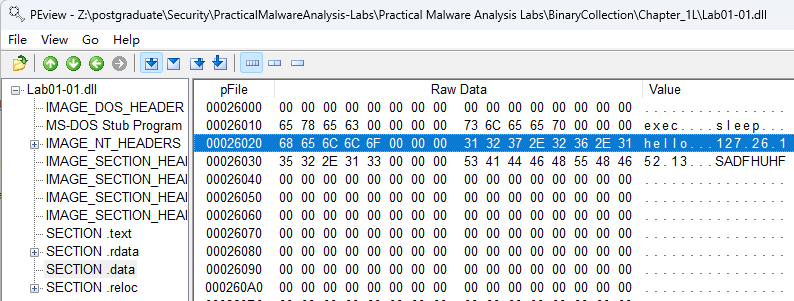 PEview - Z:\postgraduate\Security\PracticalMalwareAnalysis-Labs\Practical Malware Analysis Labs\BinaryCollection\Chapter_1L\Lab01-01.dll
File View Go Help
Lab01-01.dll
IMAGE_DOS_HEADER
MS-DOS Stub Program
IMAGE_NT_HEADERS
IMAGE_SECTION_HEA
IMAGE_SECTION_HEA
IMAGE_SECTION_HEA
IMAGE_SECTION_HEA
SECTION .text
SECTION .rdata
SECTION .data
SECTION .reloc
pFile Raw Data Value
00026000 00 00 00 00 00 00 00 00 00 00 00 00 00 00 00 00 ................
00026010 65 78 65 63 00 00 00 00 73 6C 65 65 70 00 00 00 exec....sleep...
00026020 68 65 6C 6C 6F 00 00 00 31 32 37 2E 32 36 2E 31 hello...127.26.1
00026030 35 32 2E 31 33 00 00 00 53 41 44 46 48 55 48 46 52.13...SADFHUHF
00026040 00 00 00 00 00 00 00 00 00 00 00 00 00 00 00 00 ................
00026050 00 00 00 00 00 00 00 00 00 00 00 00 00 00 00 00 ................
00026060 00 00 00 00 00 00 00 00 00 00 00 00 00 00 00 00 ................
00026070 00 00 00 00 00 00 00 00 00 00 00 00 00 00 00 00 ................
00026080 00 00 00 00 00 00 00 00 00 00 00 00 00 00 00 00 ................
00026090 00 00 00 00 00 00 00 00 00 00 00 00 00 00 00 00 ................
000260A0 00 00 00 00 00 00 00 00 00 00 00 00 00 00 00 00 ................